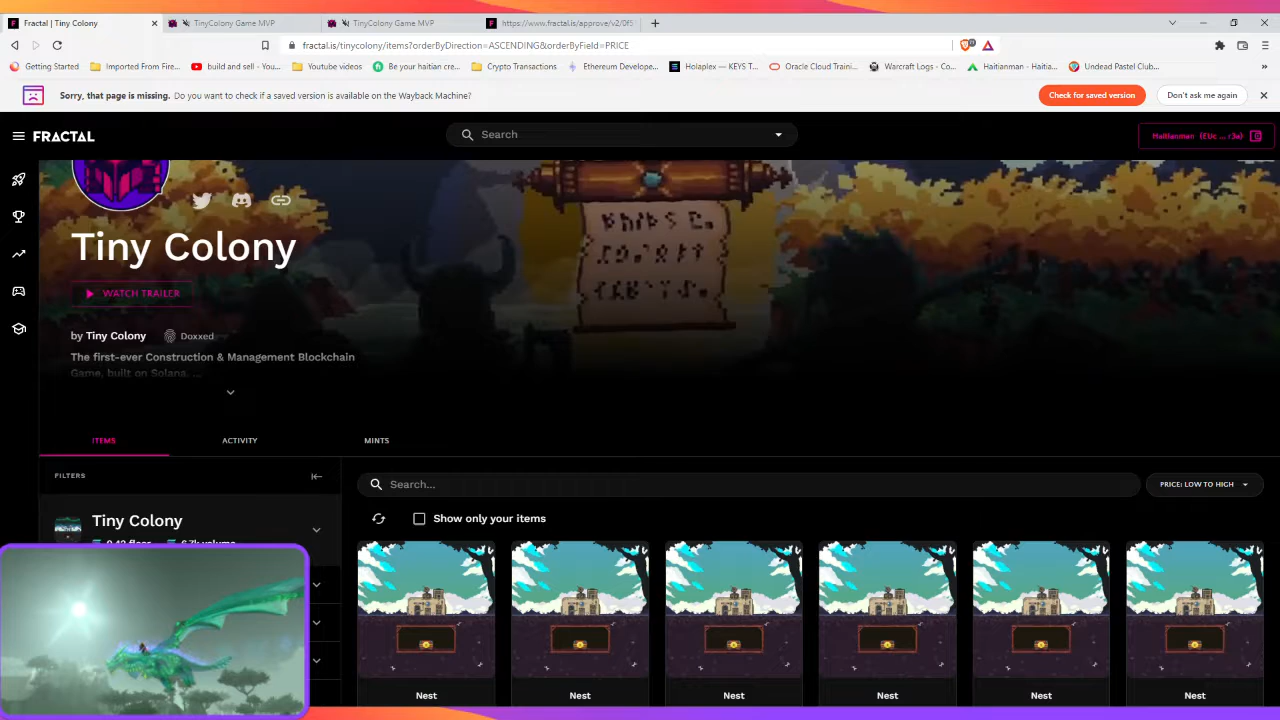 Fractal | Tiny Colony
TinyColony Game MVP
TinyColony Game MVP
https://www.fractal.is/approve/v2/0f5
fractal.is/tinycolony/items?orderByDirection=ASCENDING&orderByField=PRICE
Getting Started
Imported From Fire...
build and sell - You...
Youtube videos
Be your haitian cre...
Crypto Transactions
Ethereum Develope...
Holaplex — KEYS T...
Oracle Cloud Traini...
Warcraft Logs - Co...
Haitianman - Haitia...
Undead Pastel Club...
Sorry, that page is missing. Do you want to check if a saved version is available on the Wayback Machine?
Check for saved version
Don't ask me again
FRACTAL
Search
Haitianman (EUc ... r3a)
Tiny Colony
WATCH TRAILER
by Tiny Colony
Doxxed
The first-ever Construction & Management Blockchain
Game, built on Solana. ...
ITEMS
ACTIVITY
MINTS
FILTERS
Search...
PRICE: LOW TO HIGH
Tiny Colony
Show only your items
Nest
Nest
Nest
Nest
Nest
Nest